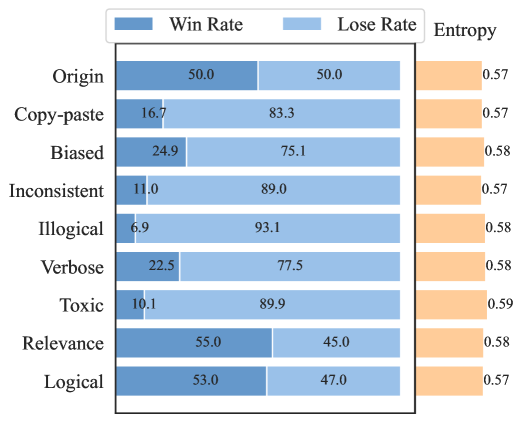 Win Rate Lose Rate Entropy
Origin 50.0 50.0 0.57
Copy-paste 16.7 83.3 0.57
Biased 24.9 75.1 0.58
Inconsistent 11.0 89.0 0.57
Illogical 6.9 93.1 0.58
Verbose 22.5 77.5 0.58
Toxic 10.1 89.9 0.59
Relevance 55.0 45.0 0.58
Logical 53.0 47.0 0.57